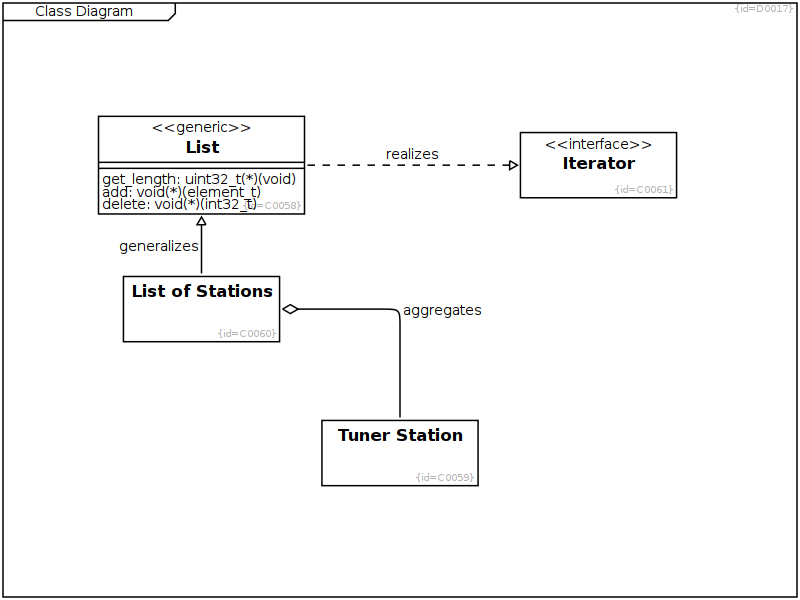 Class Diagram
{id=D0017}
<<generic>>
List
get_length: uint32_t(*)(void)
add: void(*)(element_t)
delete: void(*)(int32_t)
{id=C0058}
realizes
<<interface>>
Iterator
{id=C0061}
generalizes
List of Stations
{id=C0060}
aggregates
Tuner Station
{id=C0059}